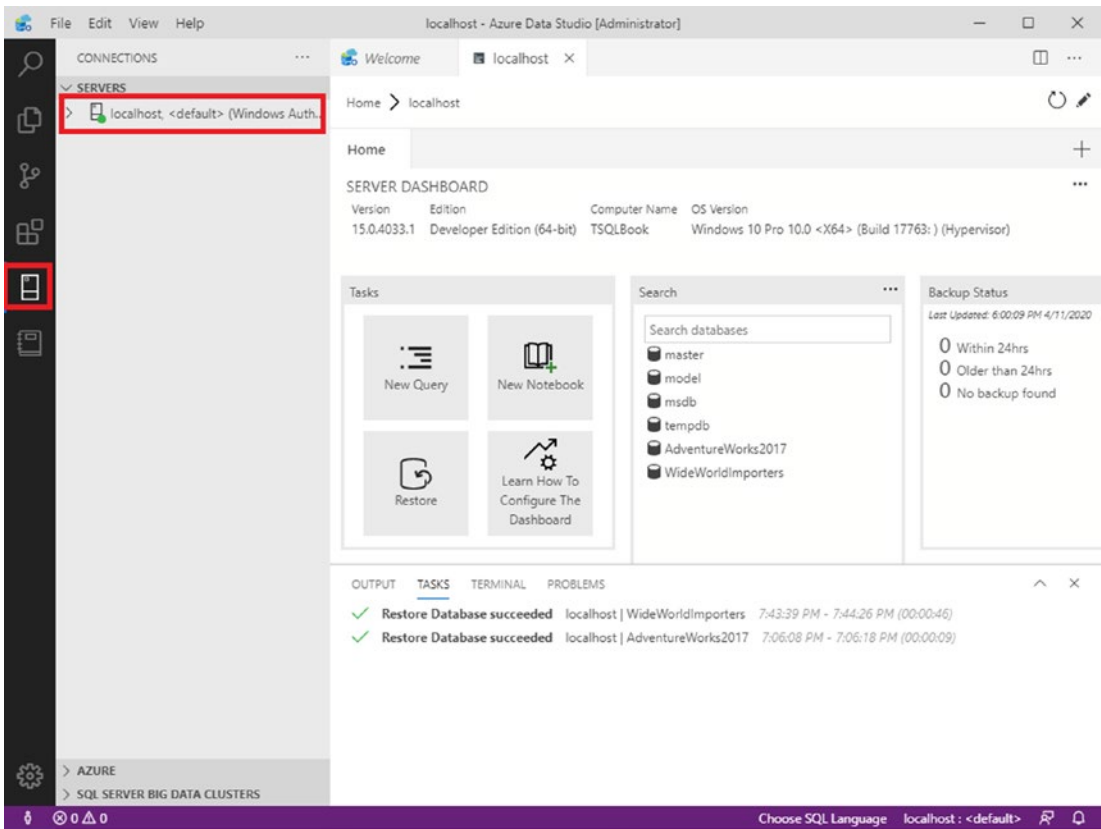 File Edit View Help
localhost - Azure Data Studio [Administrator]
CONNECTIONS
SERVERS
localhost, <default> (Windows Auth...
AZURE
SQL SERVER BIG DATA CLUSTERS
Welcome
localhost
Home > localhost
Home
SERVER DASHBOARD
Version Edition Computer Name OS Version
15.0.4033.1 Developer Edition (64-bit) TSQLBook Windows 10 Pro 10.0 <X64> (Build 17763: ) (Hypervisor)
Tasks
New Query
New Notebook
Restore
Learn How To
Configure The
Dashboard
Search
Search databases
master
model
msdb
tempdb
AdventureWorks2017
WideWorldImporters
Backup Status
Last Updated: 6:00:09 PM 4/11/2020
0 Within 24hrs
0 Older than 24hrs
0 No backup found
OUTPUT TASKS TERMINAL PROBLEMS
Restore Database succeeded localhost | WideWorldImporters 7:43:39 PM - 7:44:26 PM (00:00:46)
Restore Database succeeded localhost | AdventureWorks2017 7:06:08 PM - 7:06:18 PM (00:00:09)
0 0
Choose SQL Language localhost : <default>